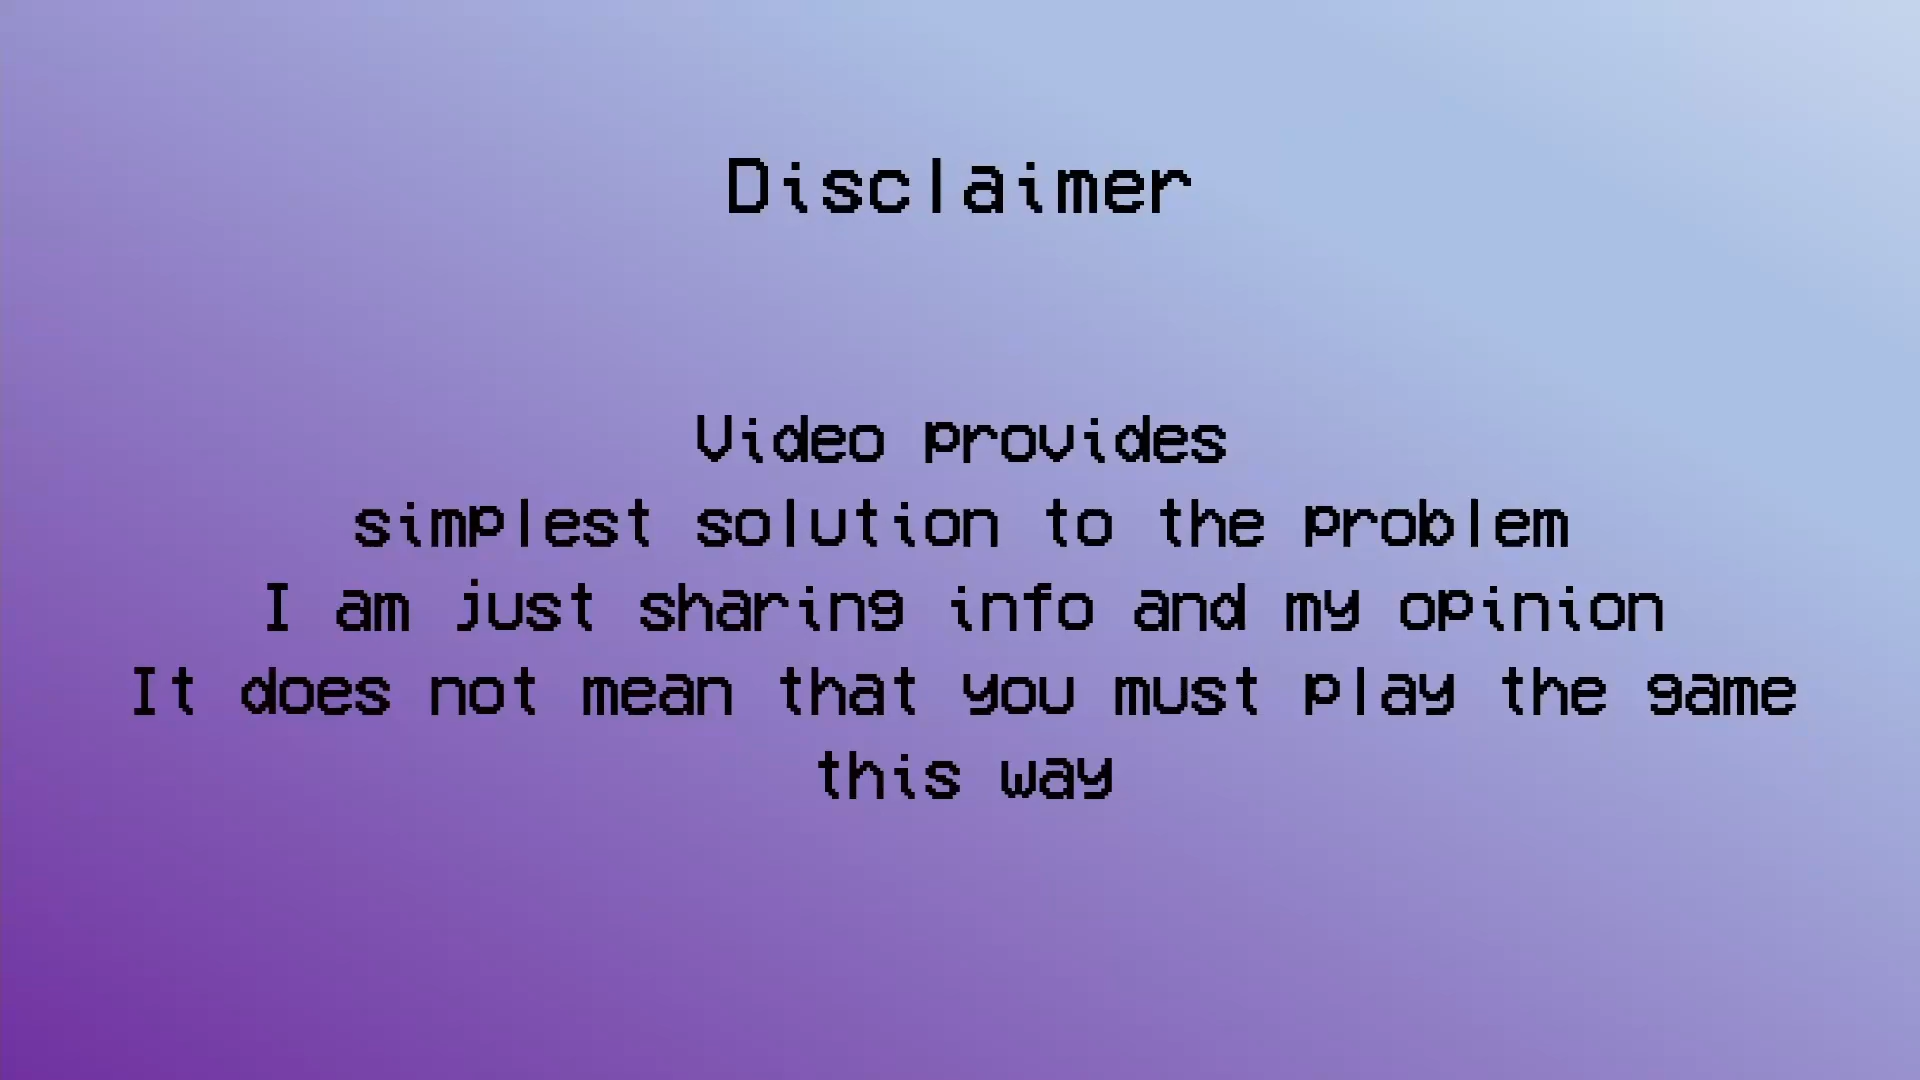 Disclaimer
Video provides
simplest solution to the problem
I am just sharing info and my opinion
It does not mean that you must play the game
this way